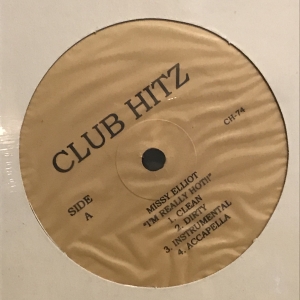 CLUB HITZ
CH-74
SIDE
A
MISSY ELLIOT
"I'M REALLY HOT!!"
1. CLEAN
2. DIRTY
3. INSTRUMENTAL
4. ACCAPELLA